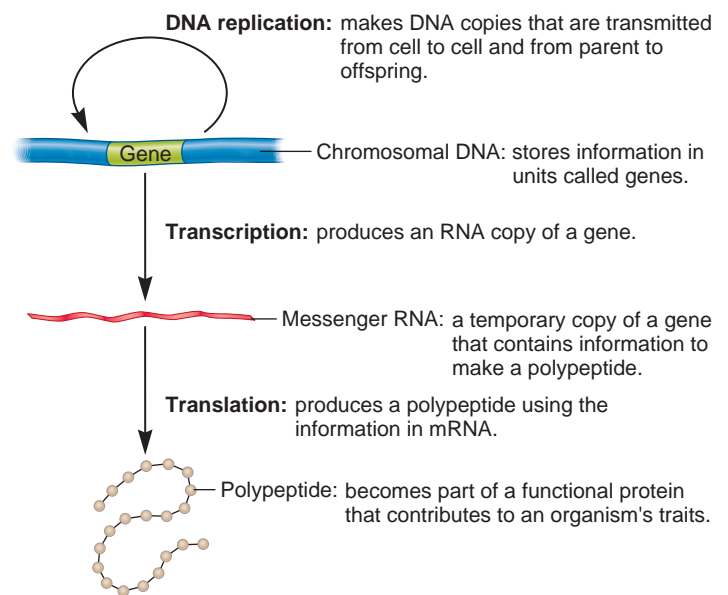 DNA replication: makes DNA copies that are transmitted
from cell to cell and from parent to
offspring.
Gene
Chromosomal DNA: stores information in
units called genes.
Transcription: produces an RNA copy of a gene.
Messenger RNA: a temporary copy of a gene
that contains information to
make a polypeptide.
Translation: produces a polypeptide using the
information in mRNA.
Polypeptide: becomes part of a functional protein
that contributes to an organism's traits.